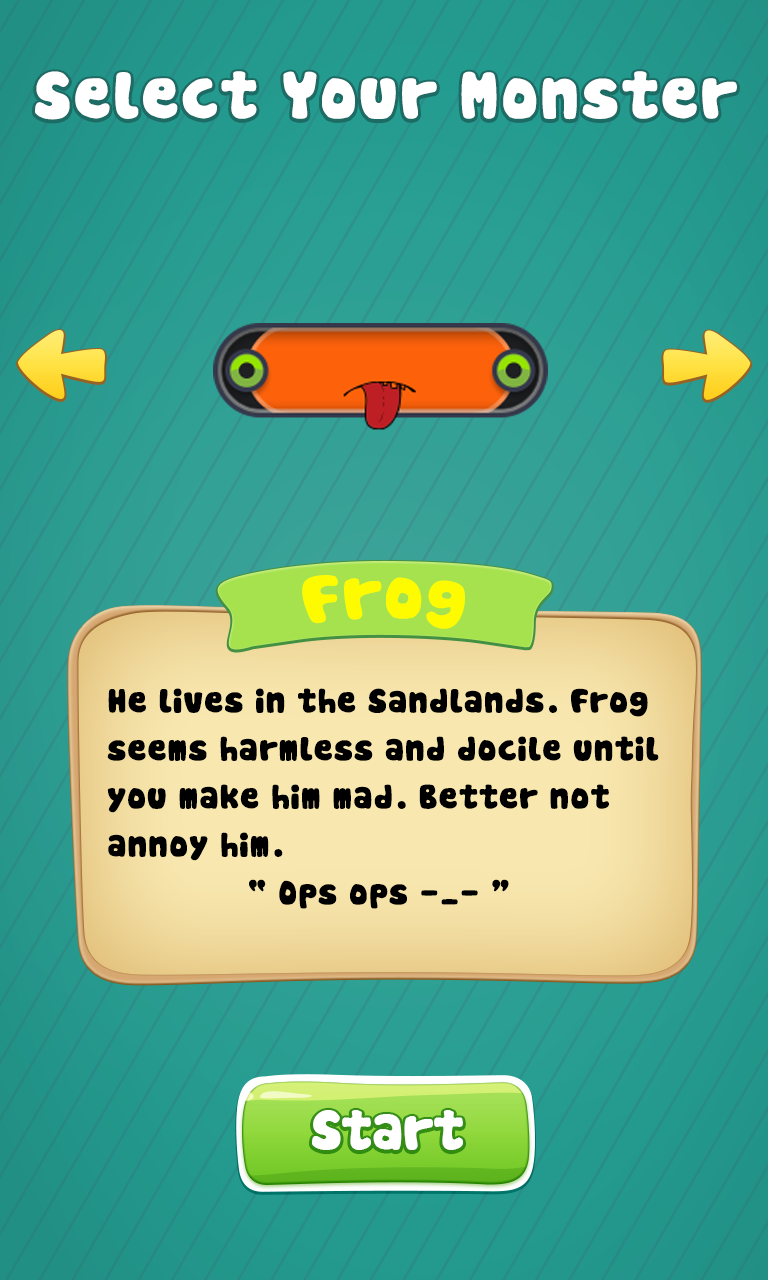 Select Your Monster
Frog
He lives in the Sandlands. Frog
seems harmless and docile until
you make him mad. Better not
annoy him.
" Ops ops -_- "
Start